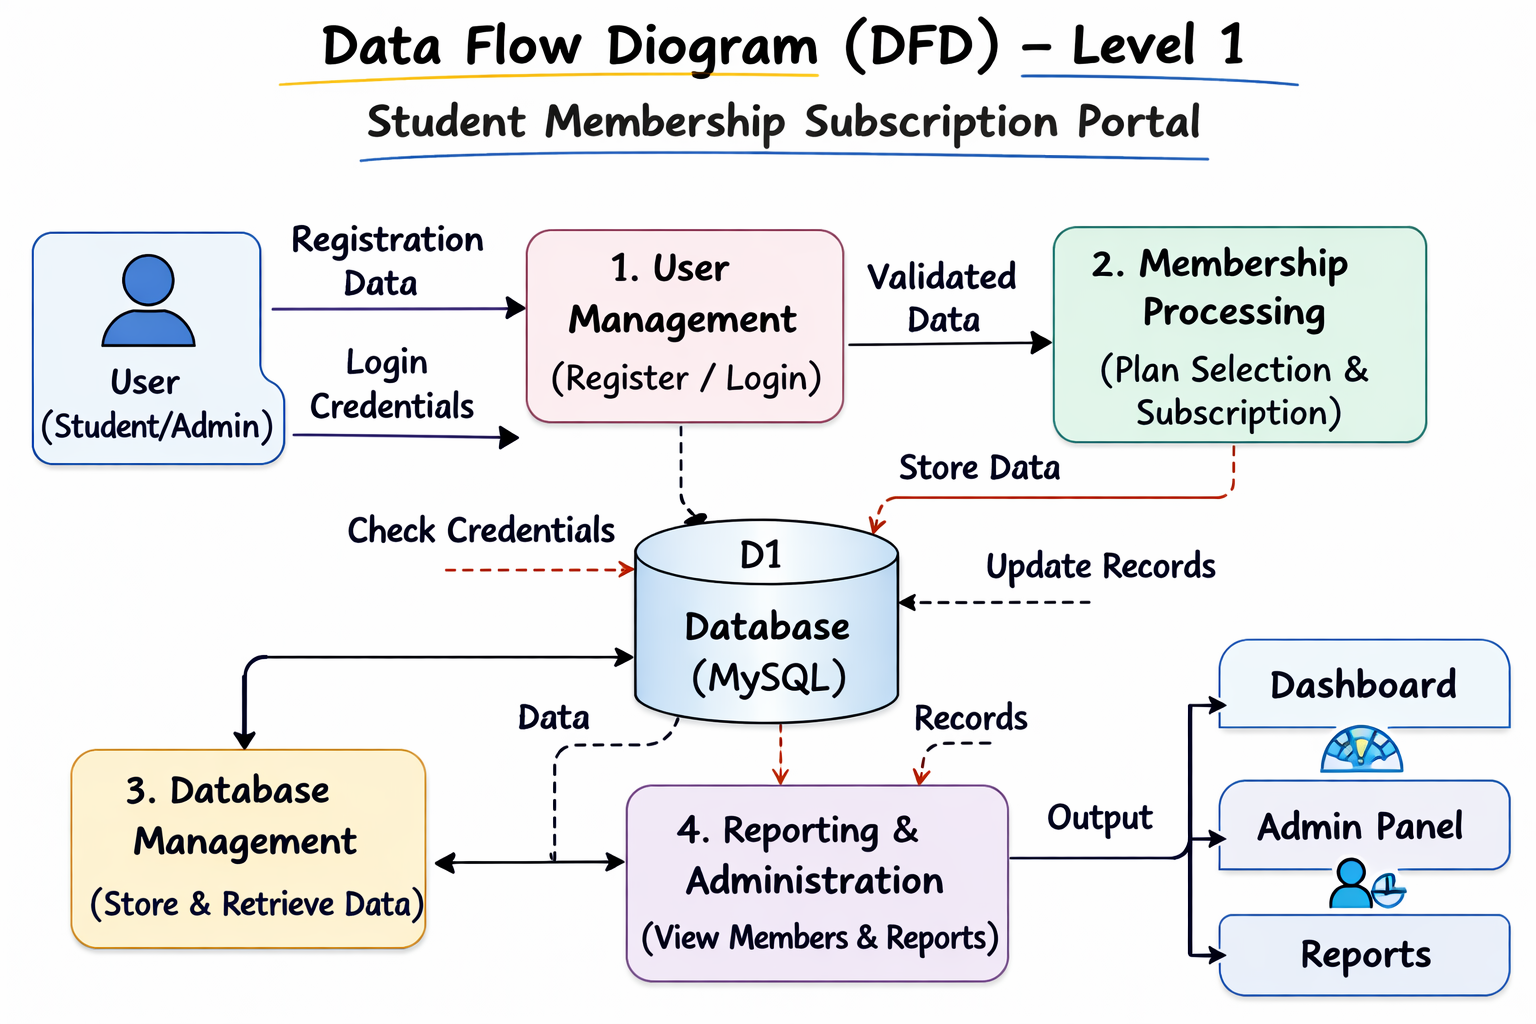 Data Flow Diogram (DFD) – Level 1
Student Membership Subscription Portal
User
(Student/Admin)
Registration
Data
Login
Credentials
1. User
Management
(Register / Login)
Validated
Data
2. Membership
Processing
(Plan Selection &
Subscription)
Store Data
Check Credentials
D1
Database
(MySQL)
Update Records
Data
Records
3. Database
Management
(Store & Retrieve Data)
4. Reporting &
Administration
(View Members & Reports)
Output
Dashboard
Admin Panel
Reports